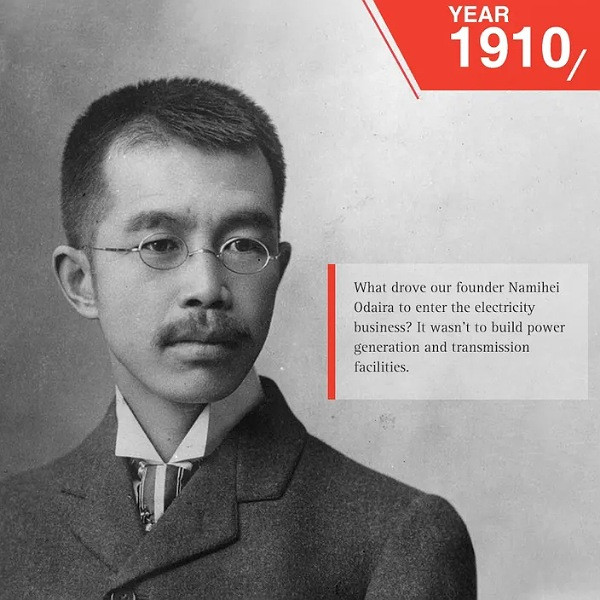 YEAR
1910/
What drove our founder Namihei
Odaira to enter the electricity
business? It wasn’t to build power
generation and transmission
facilities.